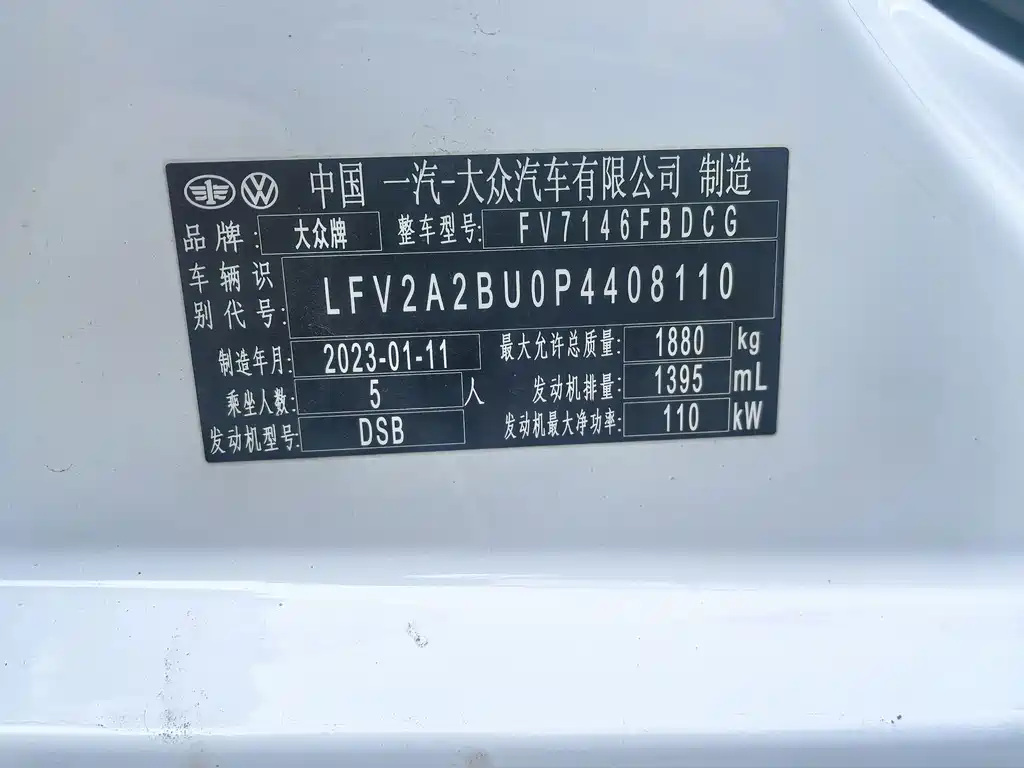 中国 一汽-大众汽车有限公司 制造
品牌: 大众牌 整车型号: FV7146FBDCG
车辆识别代号: LFV2A2BU0P4408110
制造年月: 2023-01-11 最大允许总质量: 1880 kg
乘坐人数: 5 人 发动机排量: 1395 mL
发动机型号: DSB 发动机最大净功率: 110 kW